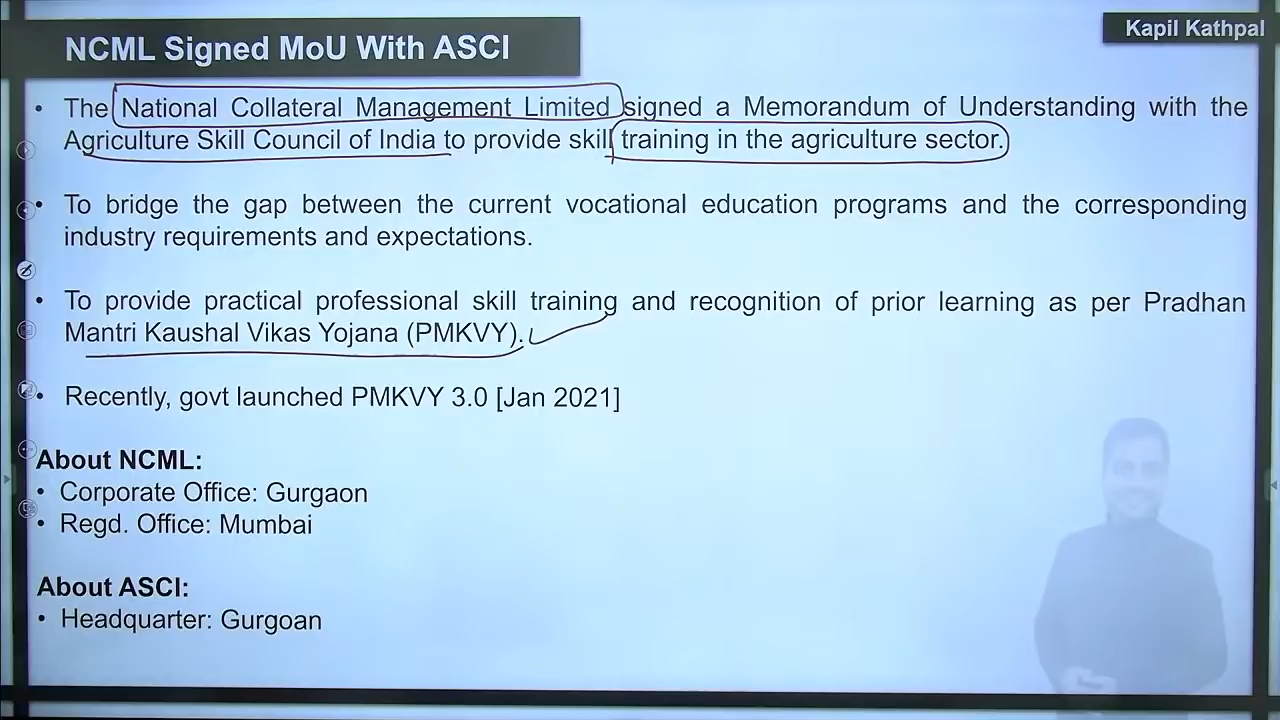 Kapil Kathpal
NCML Signed MoU With ASCI
• The National Collateral Management Limited signed a Memorandum of Understanding with the
Agriculture Skill Council of India to provide skill training in the agriculture sector.
• To bridge the gap between the current vocational education programs and the corresponding
industry requirements and expectations.
• To provide practical professional skill training and recognition of prior learning as per Pradhan
Mantri Kaushal Vikas Yojana (PMKVY).
• Recently, govt launched PMKVY 3.0 [Jan 2021]
About NCML:
• Corporate Office: Gurgaon
• Regd. Office: Mumbai
About ASCI:
• Headquarter: Gurgoan